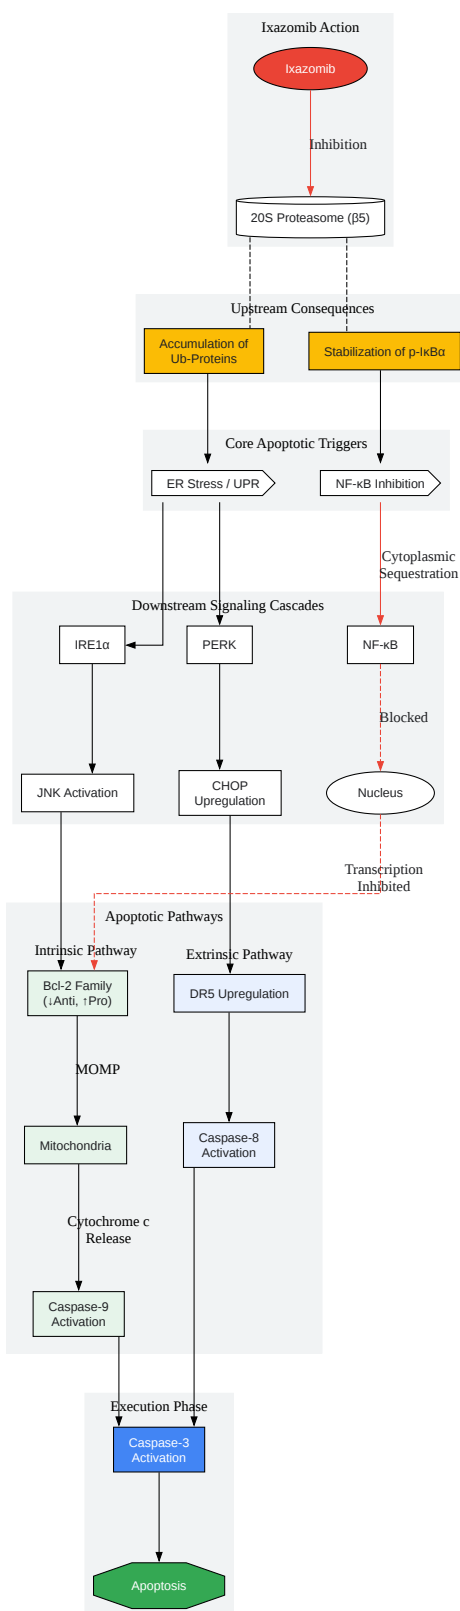 Ixazomib Action
Ixazomib
Inhibition
20S Proteasome (β5)
Upstream Consequences
Accumulation of
Ub-Proteins
Stabilization of p-IκBα
Core Apoptotic Triggers
ER Stress / UPR
NF-κB Inhibition
Cytoplasmic
Sequestration
Downstream Signaling Cascades
IRE1α
PERK
NF-κB
Blocked
JNK Activation
CHOP
Upregulation
Nucleus
Transcription
Inhibited
Apoptotic Pathways
Intrinsic Pathway
Extrinsic Pathway
Bcl-2 Family
(↓Anti, ↑Pro)
DR5 Upregulation
MOMP
Mitochondria
Caspase-8
Activation
Cytochrome c
Release
Caspase-9
Activation
Execution Phase
Caspase-3
Activation
Apoptosis